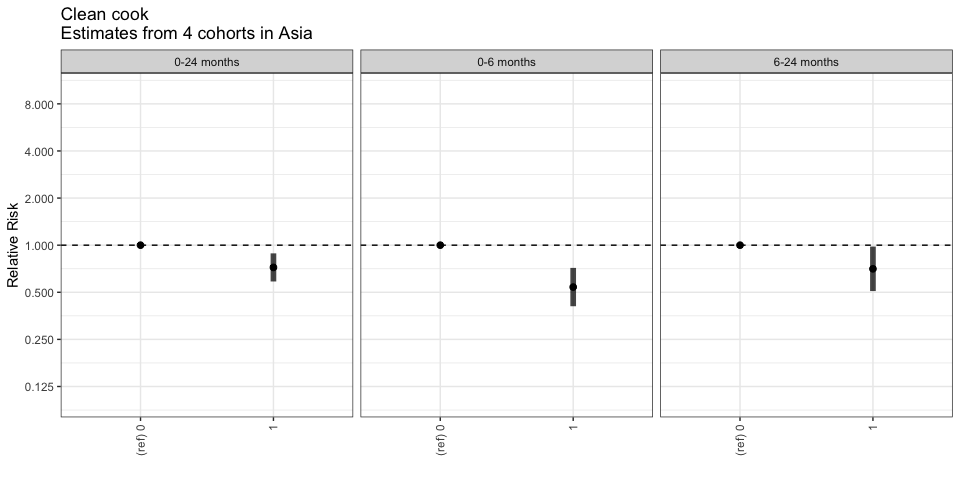 Clean cook
Estimates from 4 cohorts in Asia
0-24 months
0-6 months
6-24 months
Relative Risk
8.000
4.000
2.000
1.000
0.500
0.250
0.125
(ref) 0
1
(ref) 0
1
(ref) 0
1